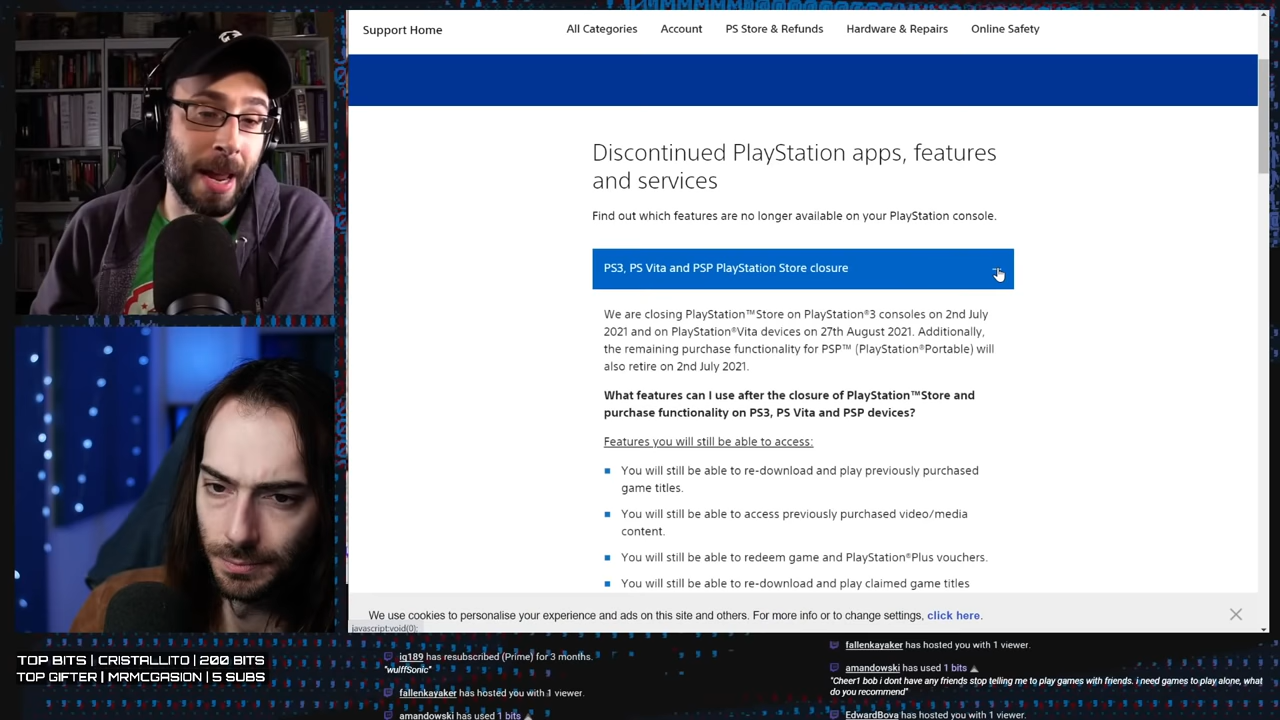 Support Home
All Categories
Account
PS Store & Refunds
Hardware & Repairs
Online Safety
Discontinued PlayStation apps, features
and services
Find out which features are no longer available on your PlayStation console.
PS3, PS Vita and PSP PlayStation Store closure
We are closing PlayStation™Store on PlayStation®3 consoles on 2nd July
2021 and on PlayStation®Vita devices on 27th August 2021. Additionally,
the remaining purchase functionality for PSP™ (PlayStation®Portable) will
also retire on 2nd July 2021.
What features can I use after the closure of PlayStation™Store and
purchase functionality on PS3, PS Vita and PSP devices?
Features you will still be able to access:
You will still be able to re-download and play previously purchased
game titles.
You will still be able to access previously purchased video/media
content.
You will still be able to redeem game and PlayStation®Plus vouchers.
You will still be able to re-download and play claimed game titles
We use cookies to personalise your experience and ads on this site and others. For more info or to change settings, click here.
javascript:void(0);
TOP BITS | CRISTALLITO | 200 BITS
TOP GIFTER | MRMCGASION | 5 SUBS
iq189 has resubscribed (Prime) for 3 months.
"wulffSonic"
fallenkayaker has hosted you with 1 viewer.
amandowski has used 1 bits
fallenkayaker has hosted you with 1 viewer.
amandowski has used 1 bits
"Cheer1 bob i dont have any friends stop telling me to play games with friends. i need games to play alone, what
do you recommend"
EdwardBova has hosted you with 1 viewer.